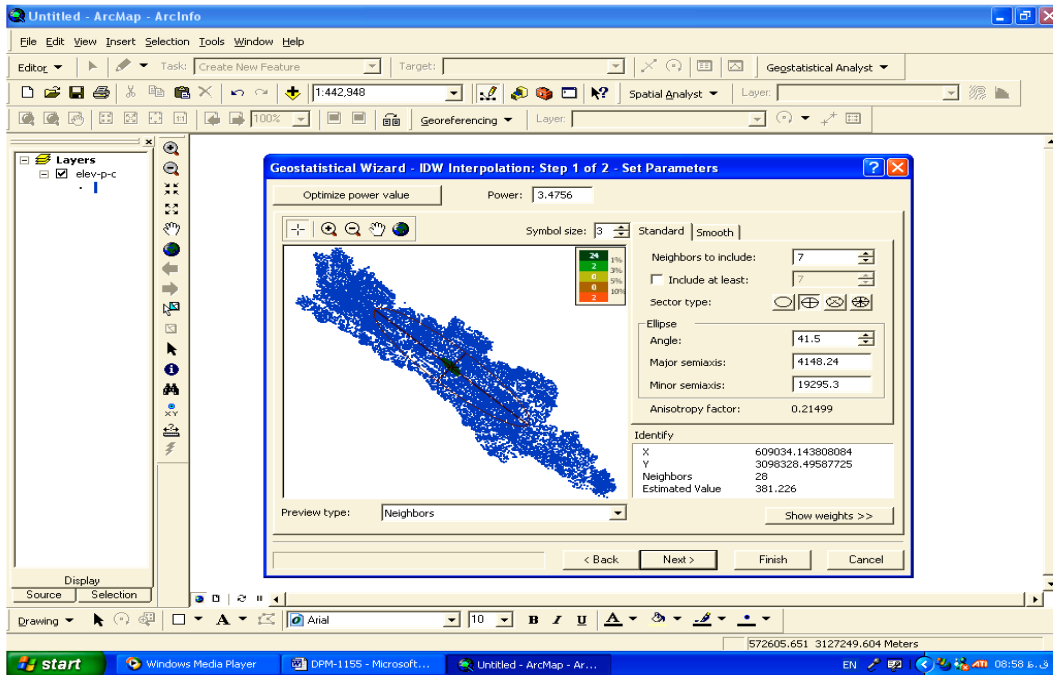 Untitled - ArcMap - ArcInfo
File Edit View Insert Selection Tools Window Help
Editor Task: Create New Feature Target: Geostatistical Analyst
1:442,948 Spatial Analyst Layer:
100% Georeferencing Layer:
Layers
elev-p-c
Geostatistical Wizard - IDW Interpolation: Step 1 of 2 - Set Parameters
Optimize power value Power: 3.4756
Symbol size: 3 Standard Smooth
24 1%
2 3%
0 5%
0 10%
2
Neighbors to include: 7
Include at least: 7
Sector type:
Ellipse
Angle: 41.5
Major semiaxis: 4148.24
Minor semiaxis: 19295.3
Anisotropy factor: 0.21499
Identify
X 609034.143808084
Y 3098328.49587725
Neighbors 28
Estimated Value 381.226
Preview type: Neighbors Show weights >>
< Back Next > Finish Cancel
Display
Source Selection
Drawing A Arial 10 B I U A
572605.651 3127249.604 Meters
start Windows Media Player DPM-1155 - Microsoft... Untitled - ArcMap - Ar... EN ATI 08:58 ق.ظ